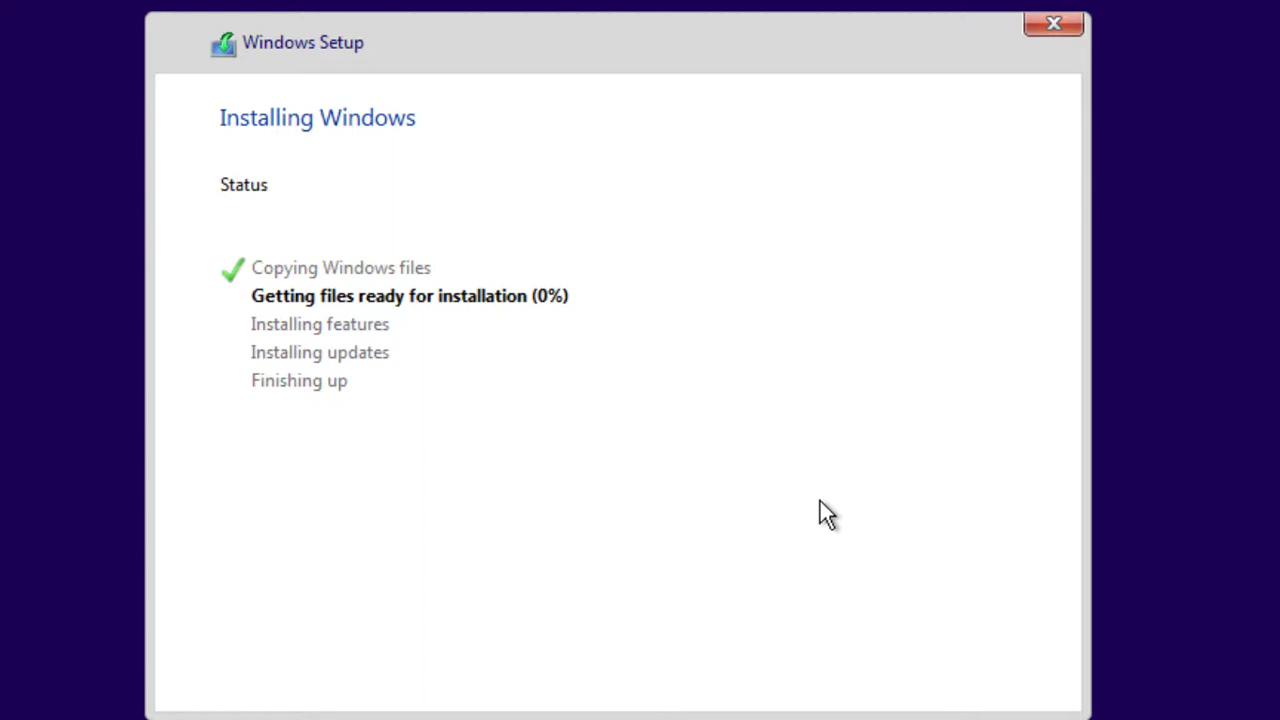 Windows Setup
Installing Windows
Status
Copying Windows files
Getting files ready for installation (0%)
Installing features
Installing updates
Finishing up